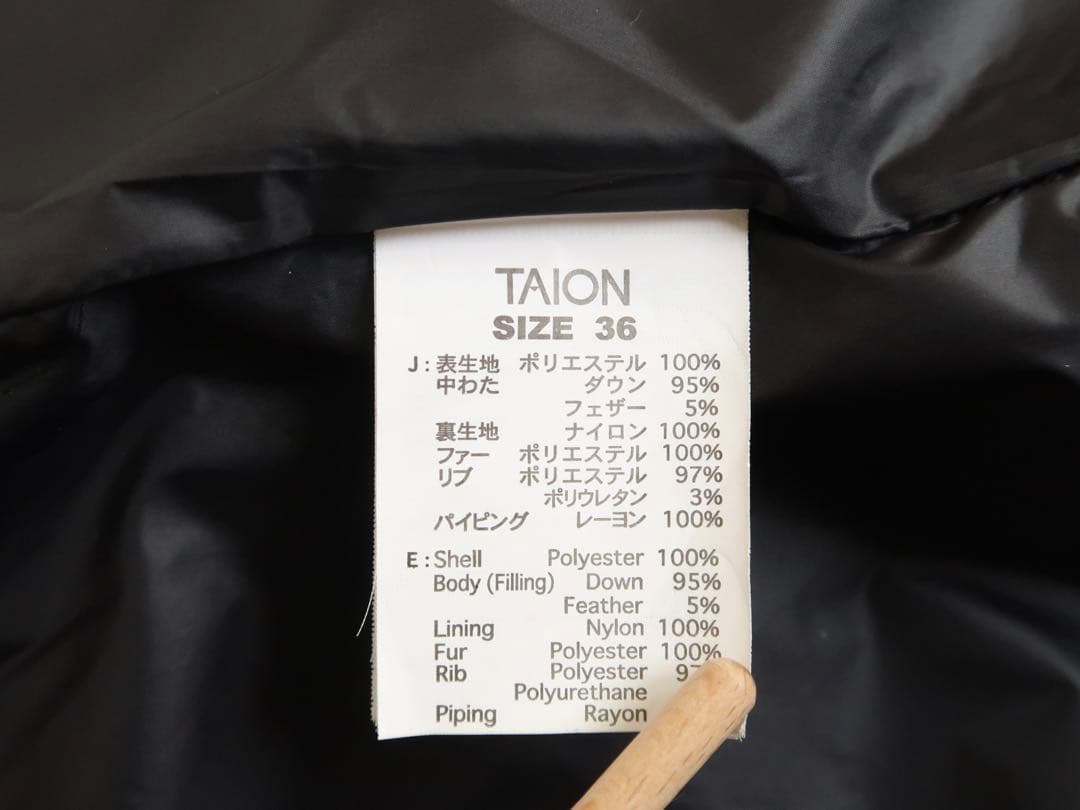 TAION
SIZE 36
J:表生地 ポリエステル 100%
中わた ダウン 95%
フェザー 5%
裏生地 ナイロン 100%
ファー ポリエステル 100%
リブ ポリエステル 97%
ポリウレタン 3%
パイピング レーヨン 100%
E:Shell Polyester 100%
Body (Filling) Down 95%
Feather 5%
Lining Nylon 100%
Fur Polyester 100%
Rib Polyester
Polyurethane
Piping Rayon